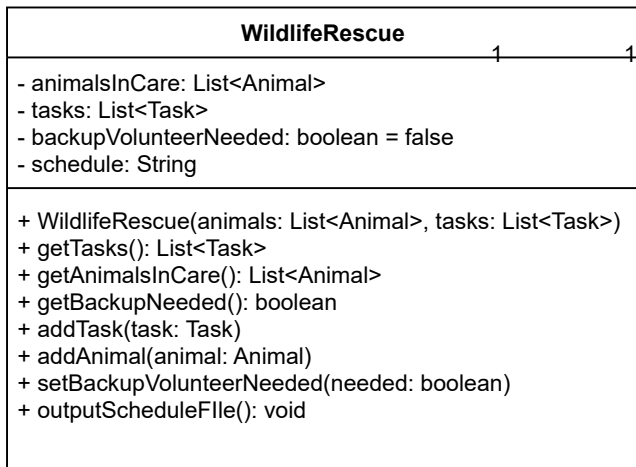 WildlifeRescue
1 1
- animalsInCare: List<Animal>
- tasks: List<Task>
- backupVolunteerNeeded: boolean = false
- schedule: String
+ WildlifeRescue(animals: List<Animal>, tasks: List<Task>)
+ getTasks(): List<Task>
+ getAnimalsInCare(): List<Animal>
+ getBackupNeeded(): boolean
+ addTask(task: Task)
+ addAnimal(animal: Animal)
+ setBackupVolunteerNeeded(needed: boolean)
+ outputScheduleFIle(): void